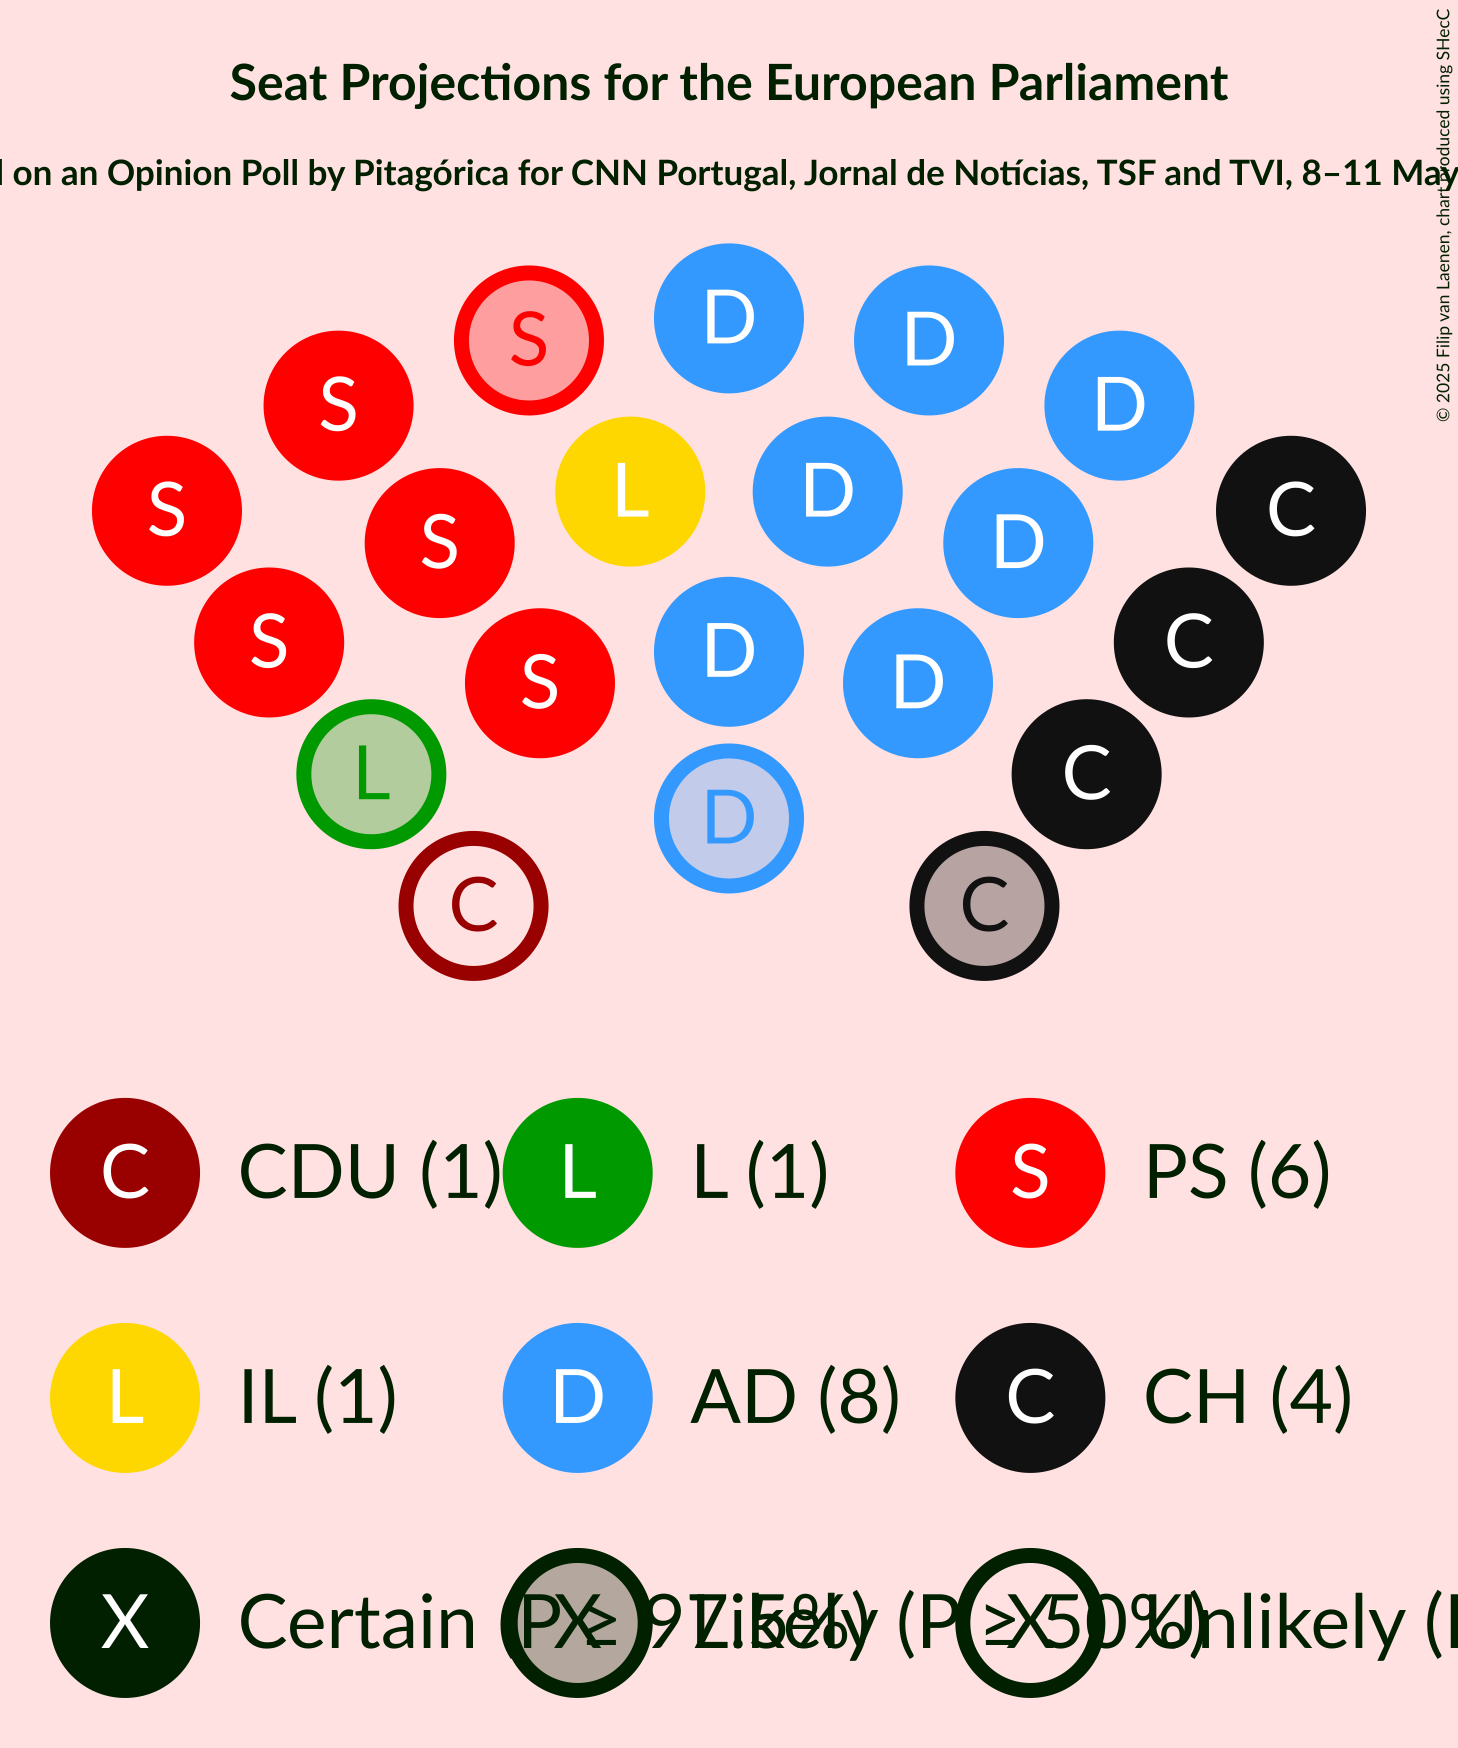 Seat Projections for the European Parliament
on an Opinion Poll by Pitagórica for CNN Portugal, Jornal de Notícias, TSF and TVI, 8–11 May
© 2025 Filip van Laenen, chart produced using SHecC
D
S D
S D
L D
S C
S D
S C
D
S D
L C
D
C C
C CDU (1) L L (1) S PS (6)
L IL (1) D AD (8) C CH (4)
X Certain (P ≥ 97.5%) X Likely (P ≥ 50%) X Unlikely